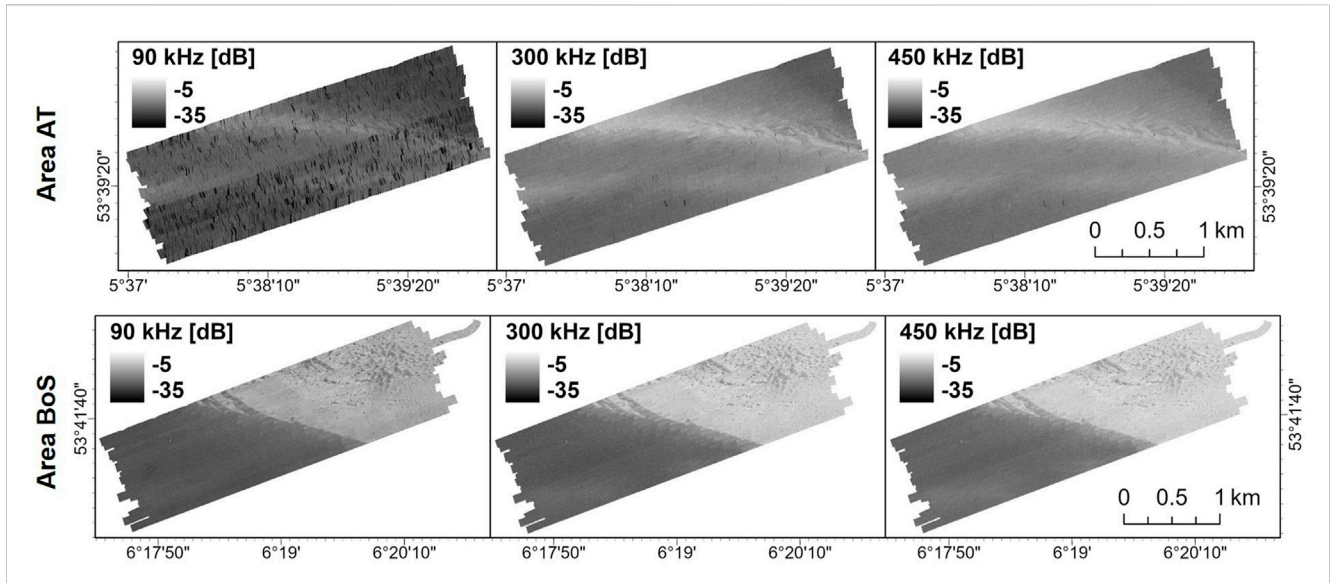 90 kHz [dB]
-5
-35
300 kHz [dB]
-5
-35
450 kHz [dB]
-5
-35
Area AT
53°39'20"
53°39'20"
0 0.5 1 km
5°37' 5°38'10" 5°39'20" 5°37' 5°38'10" 5°39'20" 5°37' 5°38'10" 5°39'20"
90 kHz [dB]
-5
-35
300 kHz [dB]
-5
-35
450 kHz [dB]
-5
-35
Area BoS
53°41'40"
53°41'40"
0 0.5 1 km
6°17'50" 6°19' 6°20'10" 6°17'50" 6°19' 6°20'10" 6°17'50" 6°19' 6°20'10"